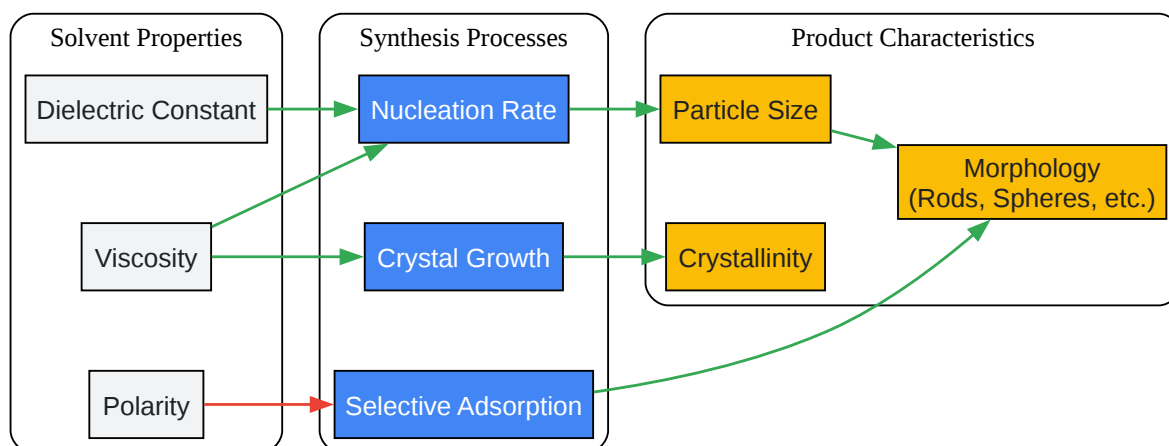 Solvent Properties
Dielectric Constant
Viscosity
Polarity
Synthesis Processes
Nucleation Rate
Crystal Growth
Selective Adsorption
Product Characteristics
Particle Size
Crystallinity
Morphology
(Rods, Spheres, etc.)